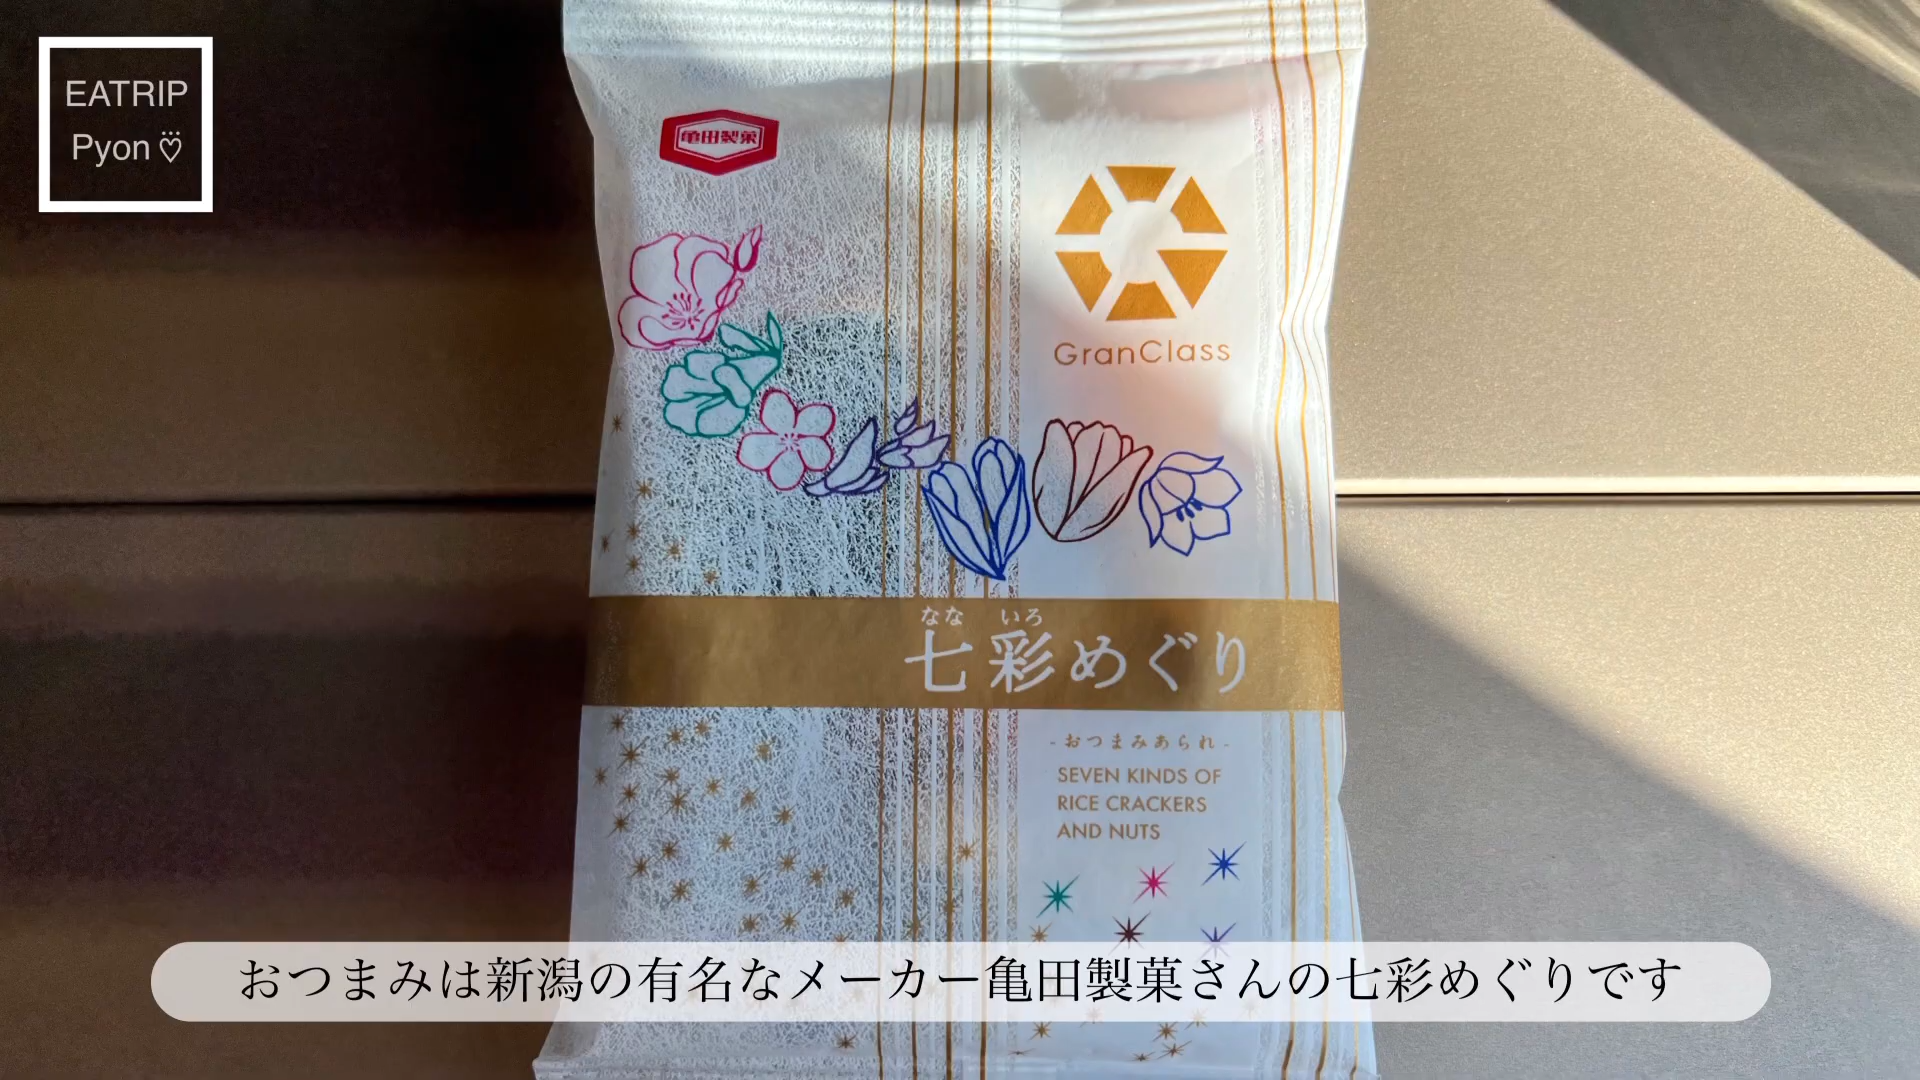 EATRIP
Pyon♡
亀田製菓
GranClass
なな いろ
七彩めぐり
-おつまみあられ-
SEVEN KINDS OF
RICE CRACKERS
AND NUTS
おつまみは新潟の有名なメーカー亀田製菓さんの七彩めぐりです